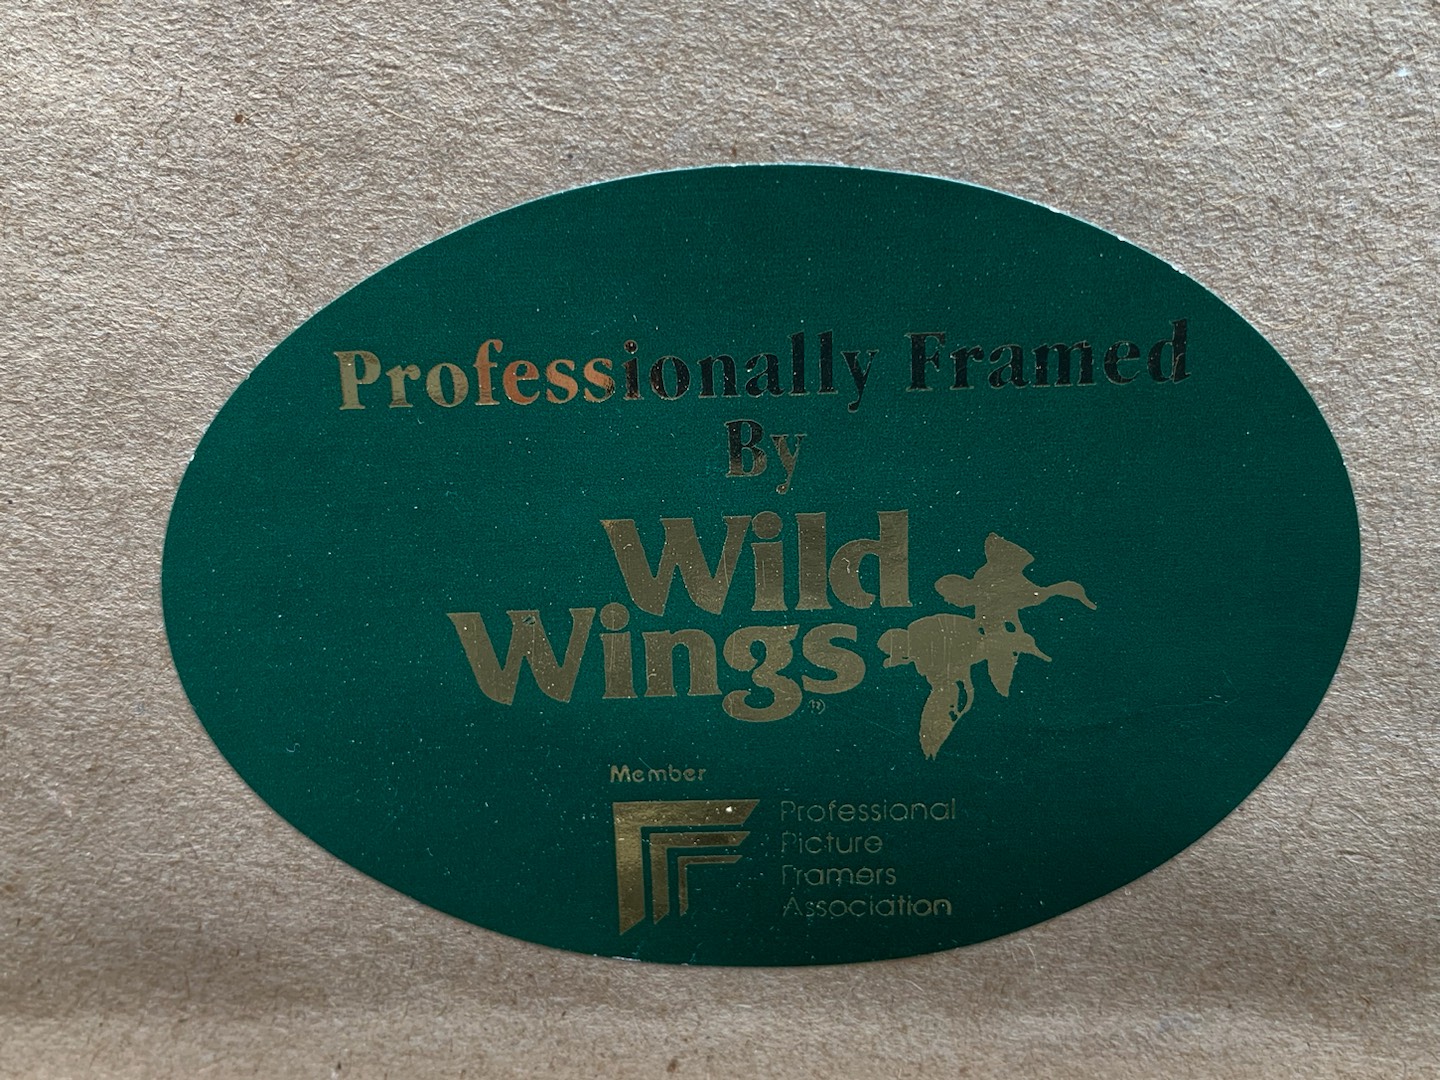 Professionally Framed
By
Wild
Wings®
Member
Professional
Picture
Framers
Association